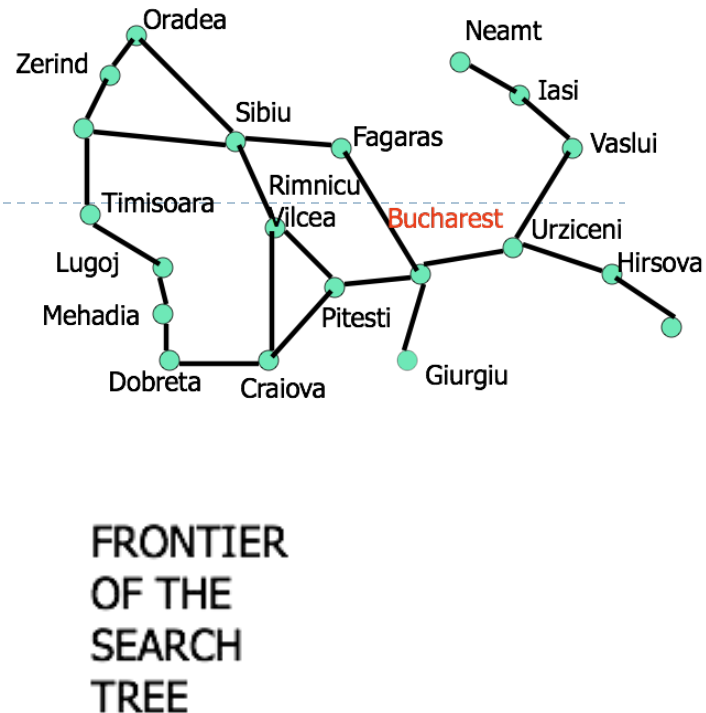 Oradea
Neamt
Zerind
Iasi
Sibiu
Fagaras
Vaslui
Rimnicu
Vilcea
Timisoara
Bucharest
Urziceni
Lugoj
Hirsova
Mehadia
Pitesti
Dobreta
Craiova
Giurgiu
FRONTIER
OF THE
SEARCH
TREE